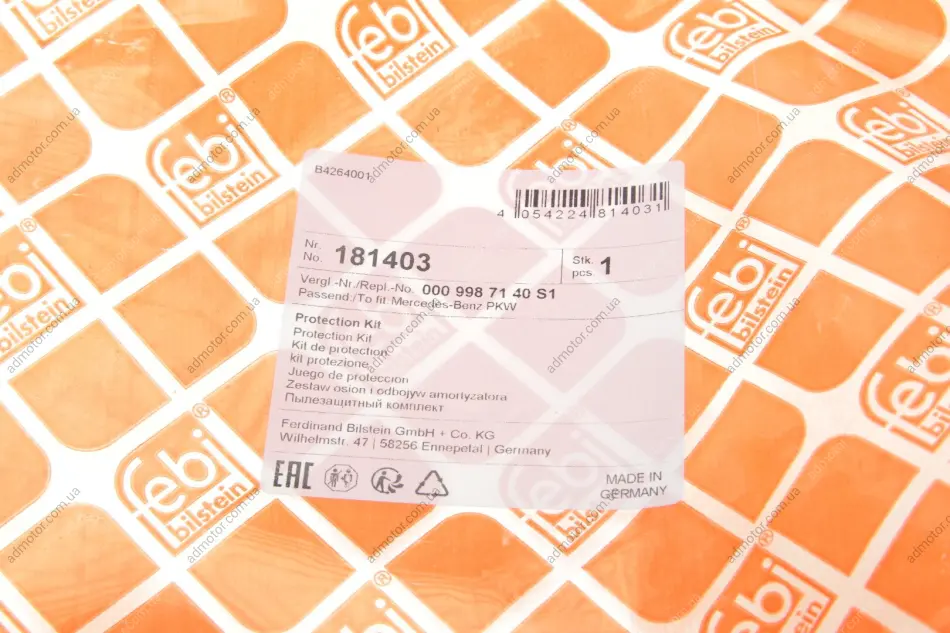 febi
bilstein
B4264001
4 054224 814031
Nr.
No. 181403
Stk.
pcs. 1
Vergl.-Nr./Repl.-No. 000 998 71 40 S1
Passend./To fit Mercedes-Benz PKW
Protection Kit
Protection Kit
Kit de protection
kit protezione
Juego de proteccion
Zestaw osion i odbojyw amortyzatora
Пылезащитный комплект
Ferdinand Bilstein GmbH + Co. KG
Wilhelmstr. 47 | 58256 Ennepetal | Germany
EAC
MADE IN
GERMANY
admotor.com.ua